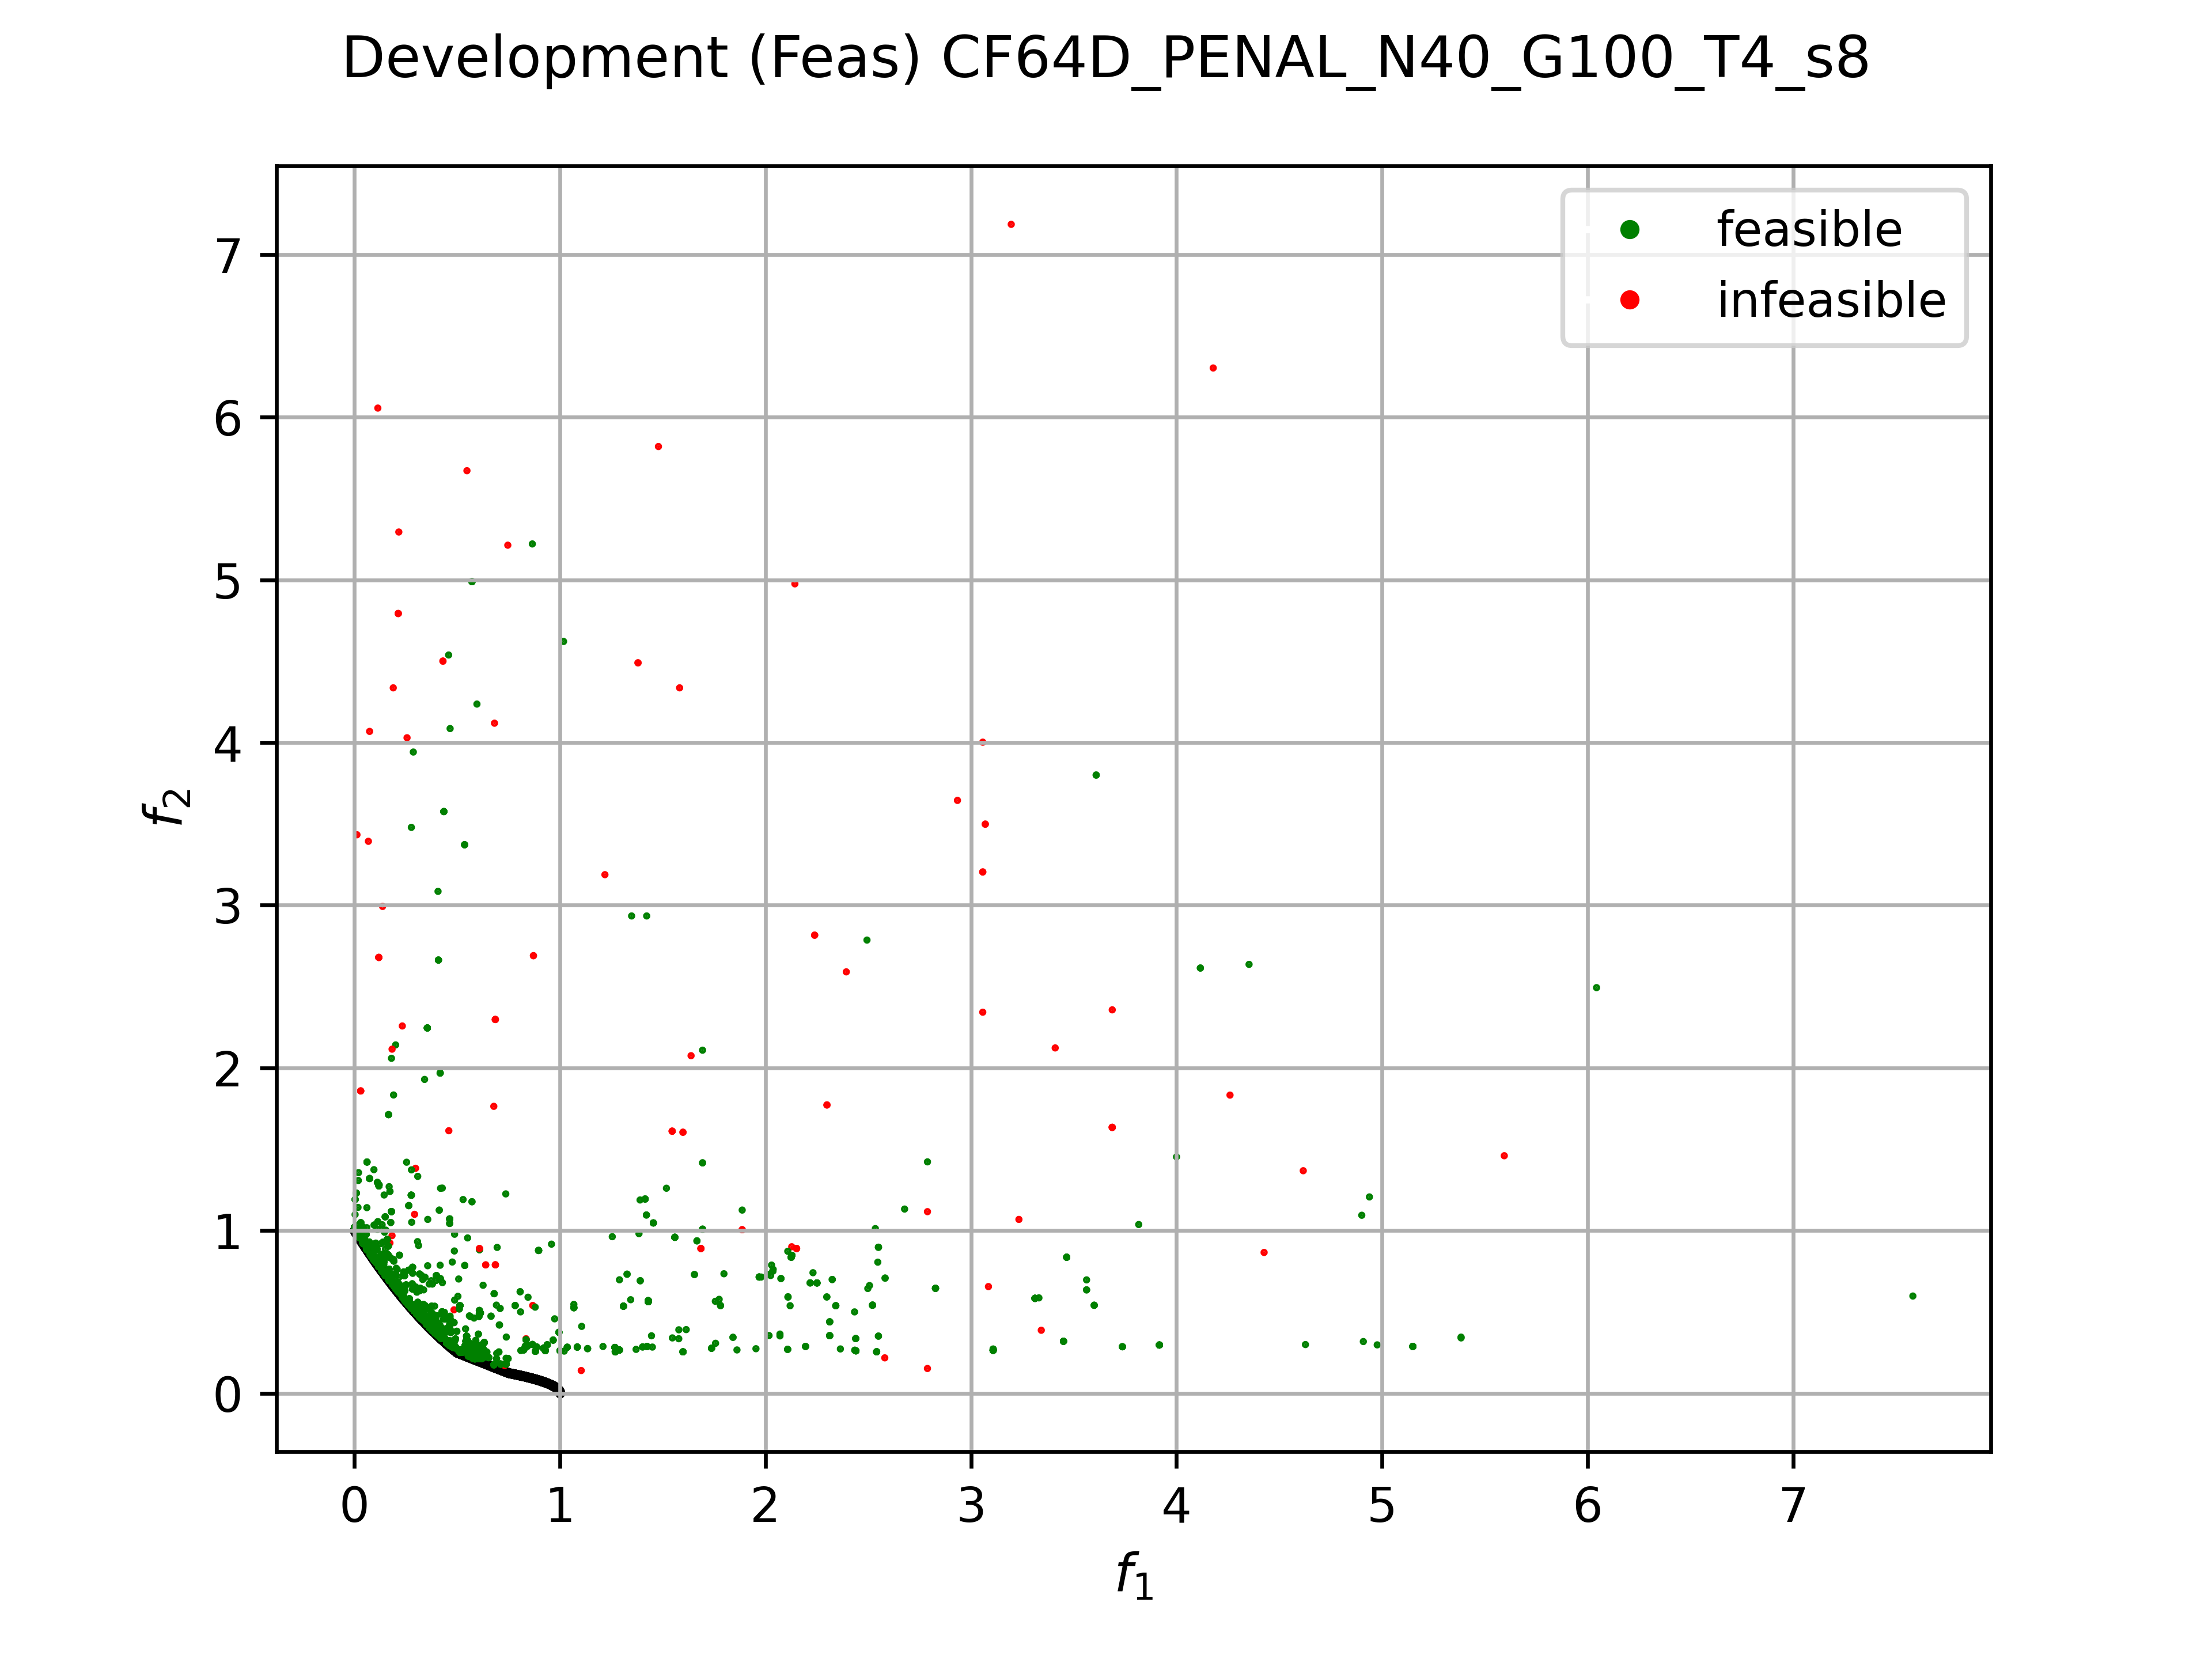 Development (Feas) CF64D_PENAL_N40_G100_T4_s8
feasible
infeasible
7
6
5
4
3
2
1
0
f2
0 1 2 3 4 5 6 7
f1